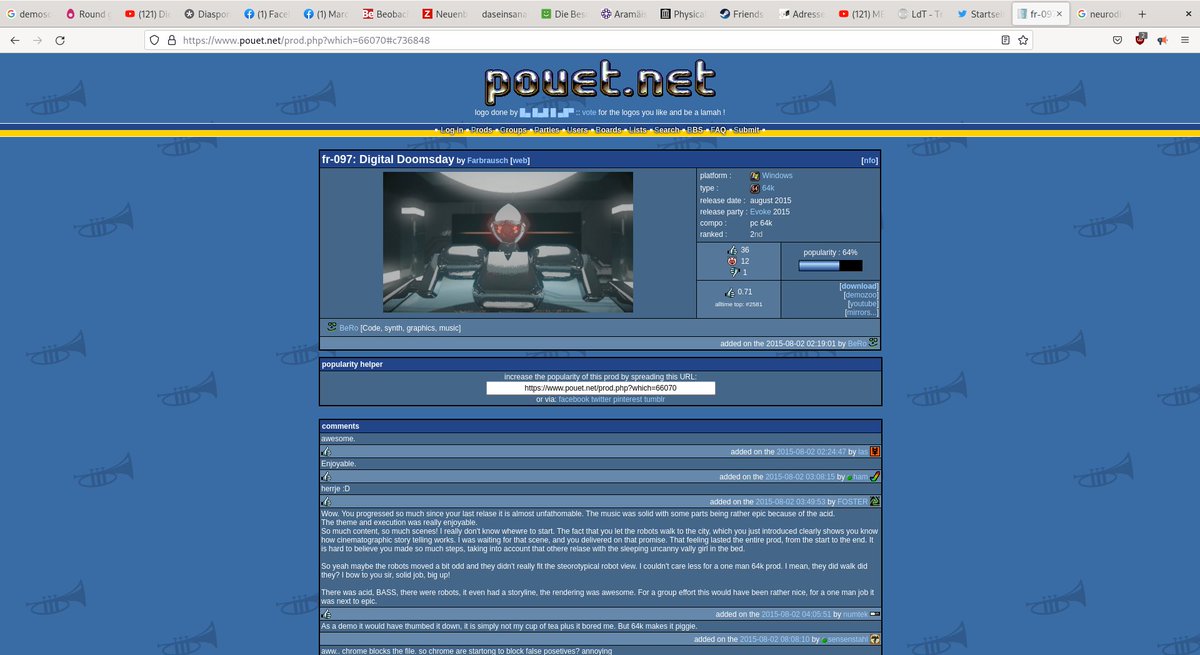 demosc
Round c
(121) Di
Diaspor
(1) Facel
(1) Marc
Beobac
Neuenb
daseinsana
Die Bes
Aramäis
Physical
Friends
Adresse
(121) ME
LdT - Te
Startsei
fr-097
neurodi
https://www.pouet.net/prod.php?which=66070#c736848
pouet.net
logo done by :: vote for the logos you like and be a lamah !
Log in Prods Groups Parties Users Boards Lists Search BBS FAQ Submit
fr-097: Digital Doomsday by Farbrausch [web] [nfo]
platform : Windows
type : 64k
release date : august 2015
release party : Evoke 2015
compo : pc 64k
ranked : 2nd
36
12
1
popularity : 64%
0.71
alltime top: #2581
[download]
[demozoo]
[youtube]
[mirrors...]
BeRo [Code, synth, graphics, music]
added on the 2015-08-02 02:19:01 by BeRo
popularity helper
increase the popularity of this prod by spreading this URL:
https://www.pouet.net/prod.php?which=66070
or via: facebook twitter pinterest tumblr
comments
awesome.
added on the 2015-08-02 02:24:47 by las
Enjoyable.
added on the 2015-08-02 03:08:15 by ham
herrje :D
added on the 2015-08-02 03:49:53 by FOSTER
Wow. You progressed so much since your last relase it is almost unfathomable. The music was solid with some parts being rather epic because of the acid.
The theme and execution was really enjoyable.
So much content, so much scenes! I really don't know whewre to start. The fact that you let the robots walk to the city, which you just introduced clearly shows you know
how cinematographic story telling works. I was waiting for that scene, and you delivered on that promise. That feeling lasted the entire prod, from the start to the end. It
is hard to believe you made so much steps, taking into account that othere relase with the sleeping uncanny vally girl in the bed.
So yeah maybe the robots moved a bit odd and they didn't really fit the steorotypical robot view. I couldn't care less for a one man 64k prod. I mean, they did walk did
they? I bow to you sir, solid job, big up!
There was acid, BASS, there were robots, it even had a storyline, the rendering was awesome. For a group effort this would have been rather nice, for a one man job it
was next to epic.
added on the 2015-08-02 04:05:51 by numtek
As a demo it would have thumbed it down, it is simply not my cup of tea plus it bored me. But 64k makes it piggie.
added on the 2015-08-02 08:08:10 by sensenstahl
aww.. chrome blocks the file. so chrome are startong to block false posetives? annoying